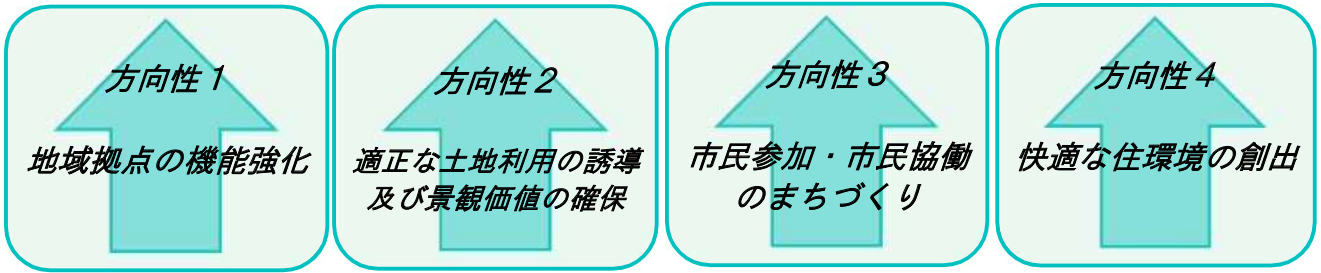 方向性１
地域拠点の機能強化
方向性２
適正な土地利用の誘導
及び景観価値の確保
方向性３
市民参加・市民協働
のまちづくり
方向性４
快適な住環境の創出